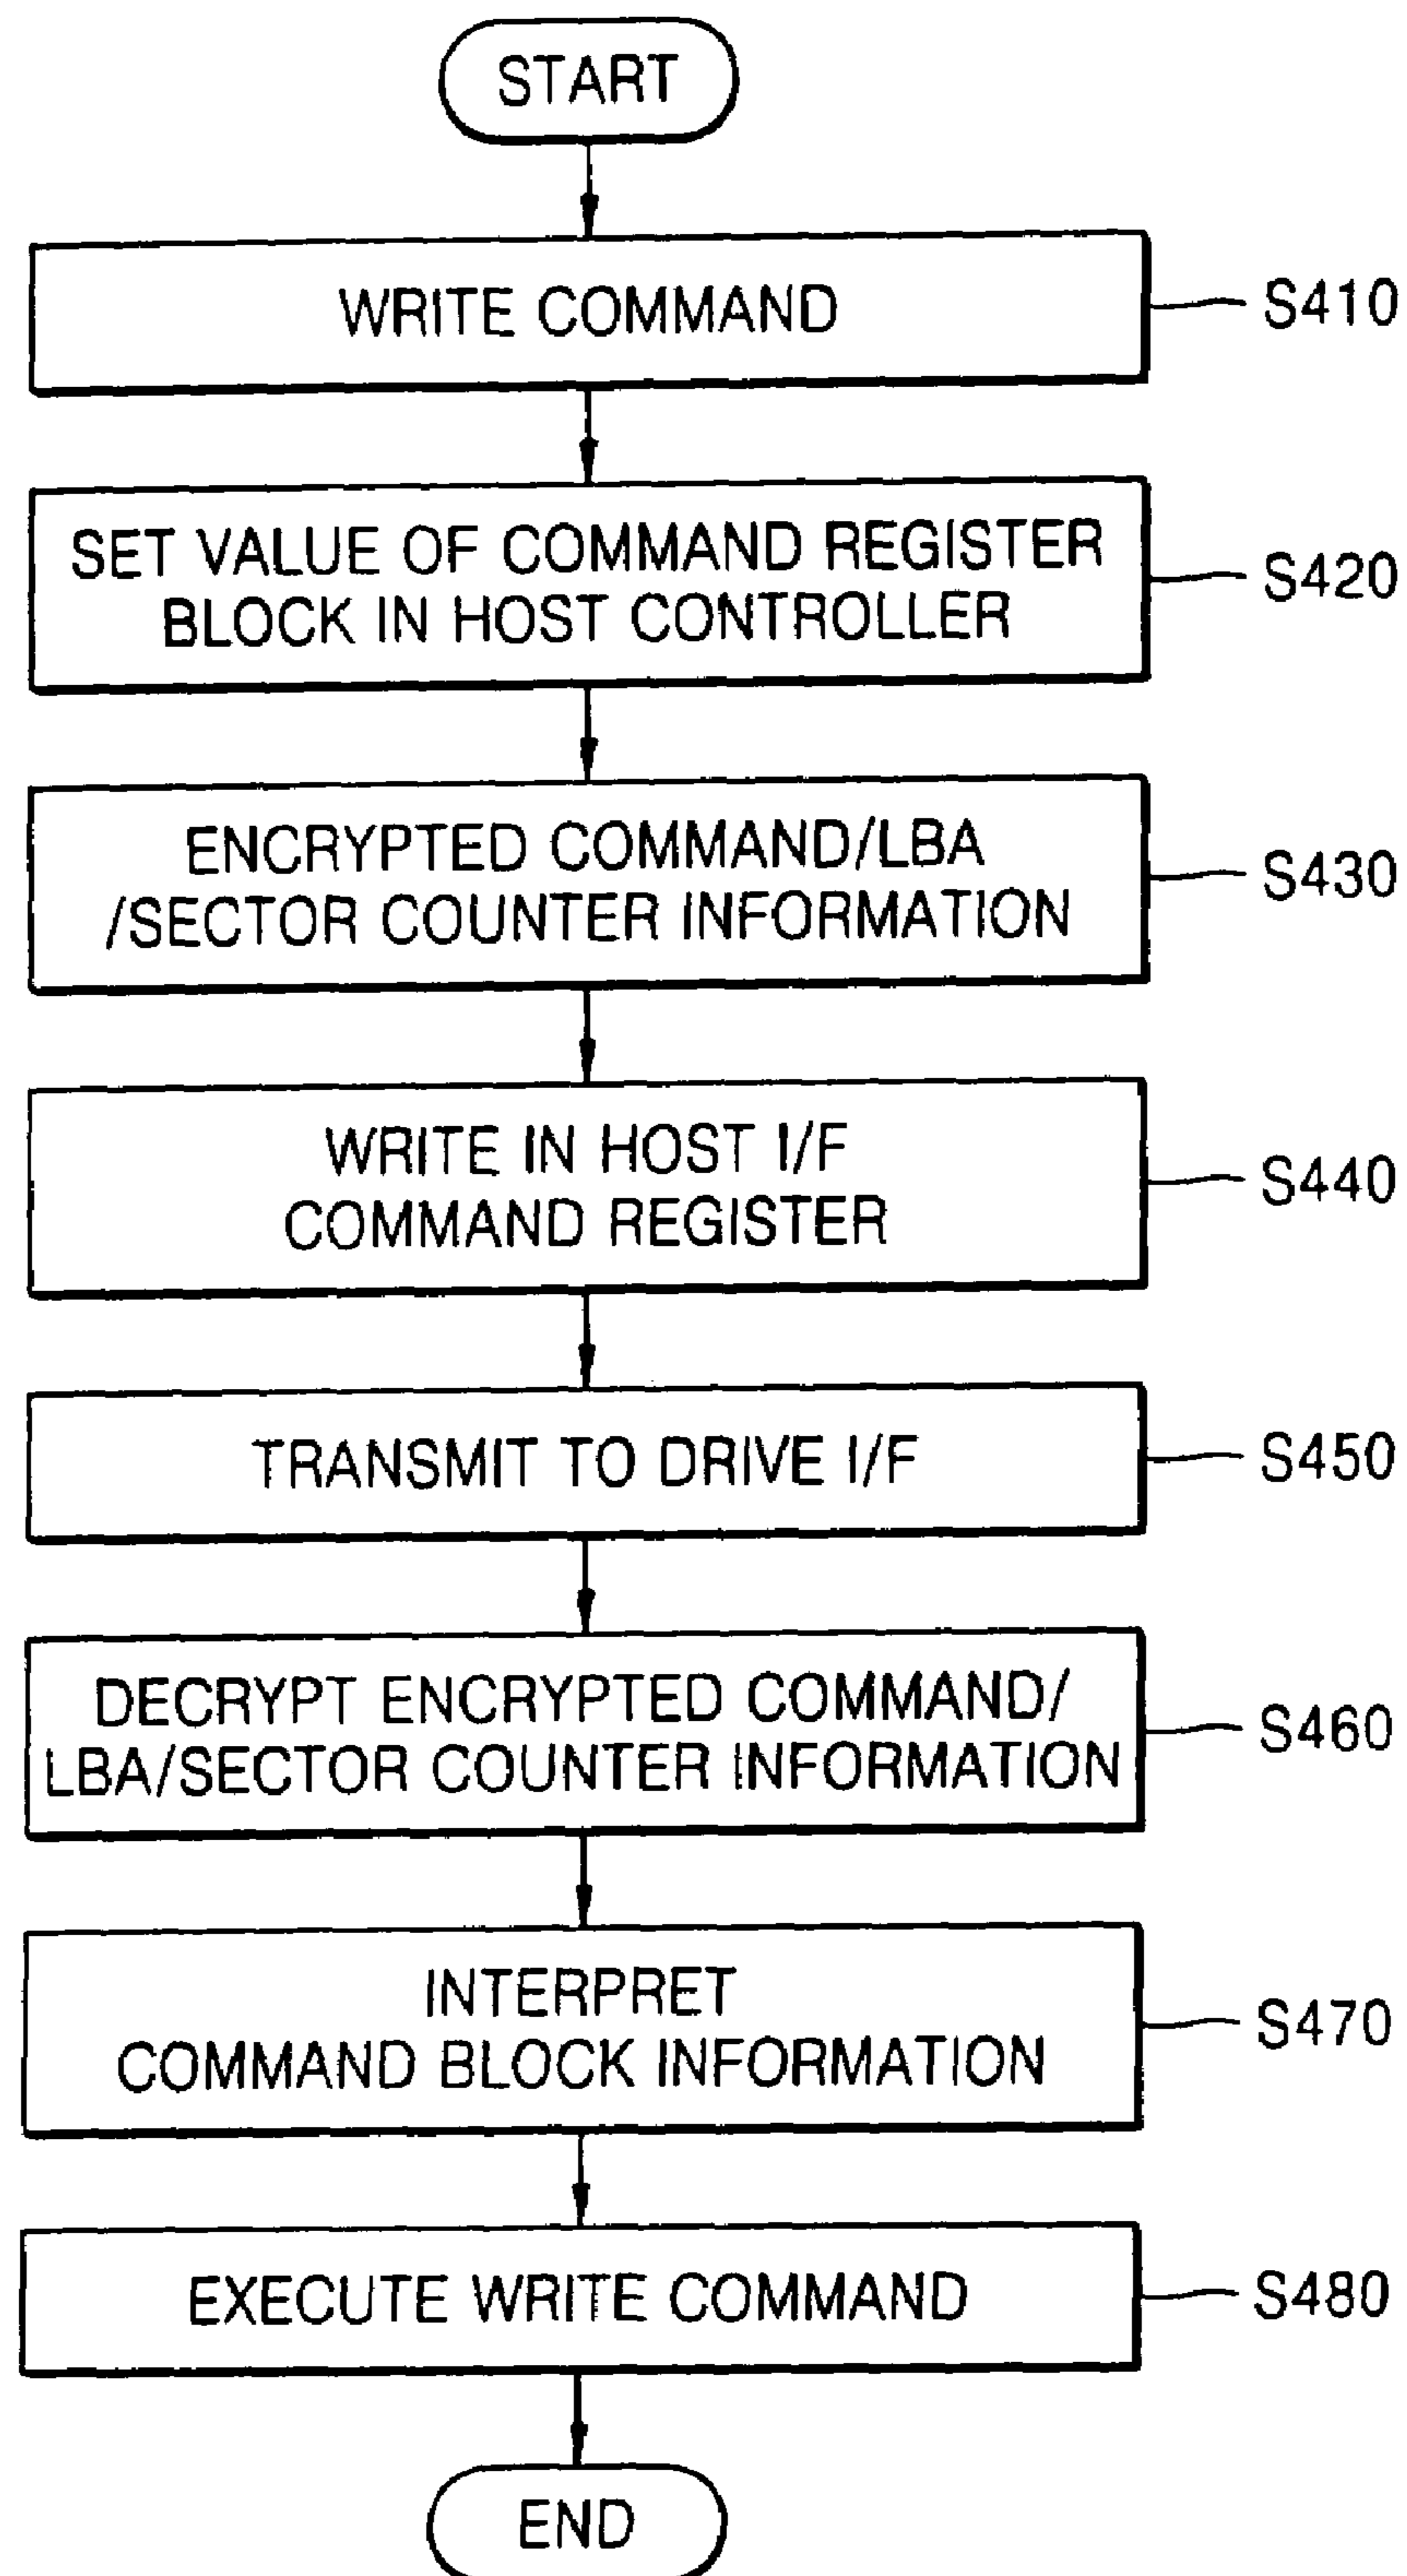 START
WRITE COMMAND
S410
SET VALUE OF COMMAND REGISTER
BLOCK IN HOST CONTROLLER
S420
ENCRYPTED COMMAND/LBA
/SECTOR COUNTER INFORMATION
S430
WRITE IN HOST I/F
COMMAND REGISTER
S440
TRANSMIT TO DRIVE I/F
S450
DECRYPT ENCRYPTED COMMAND/
LBA/SECTOR COUNTER INFORMATION
S460
INTERPRET
COMMAND BLOCK INFORMATION
S470
EXECUTE WRITE COMMAND
S480
END